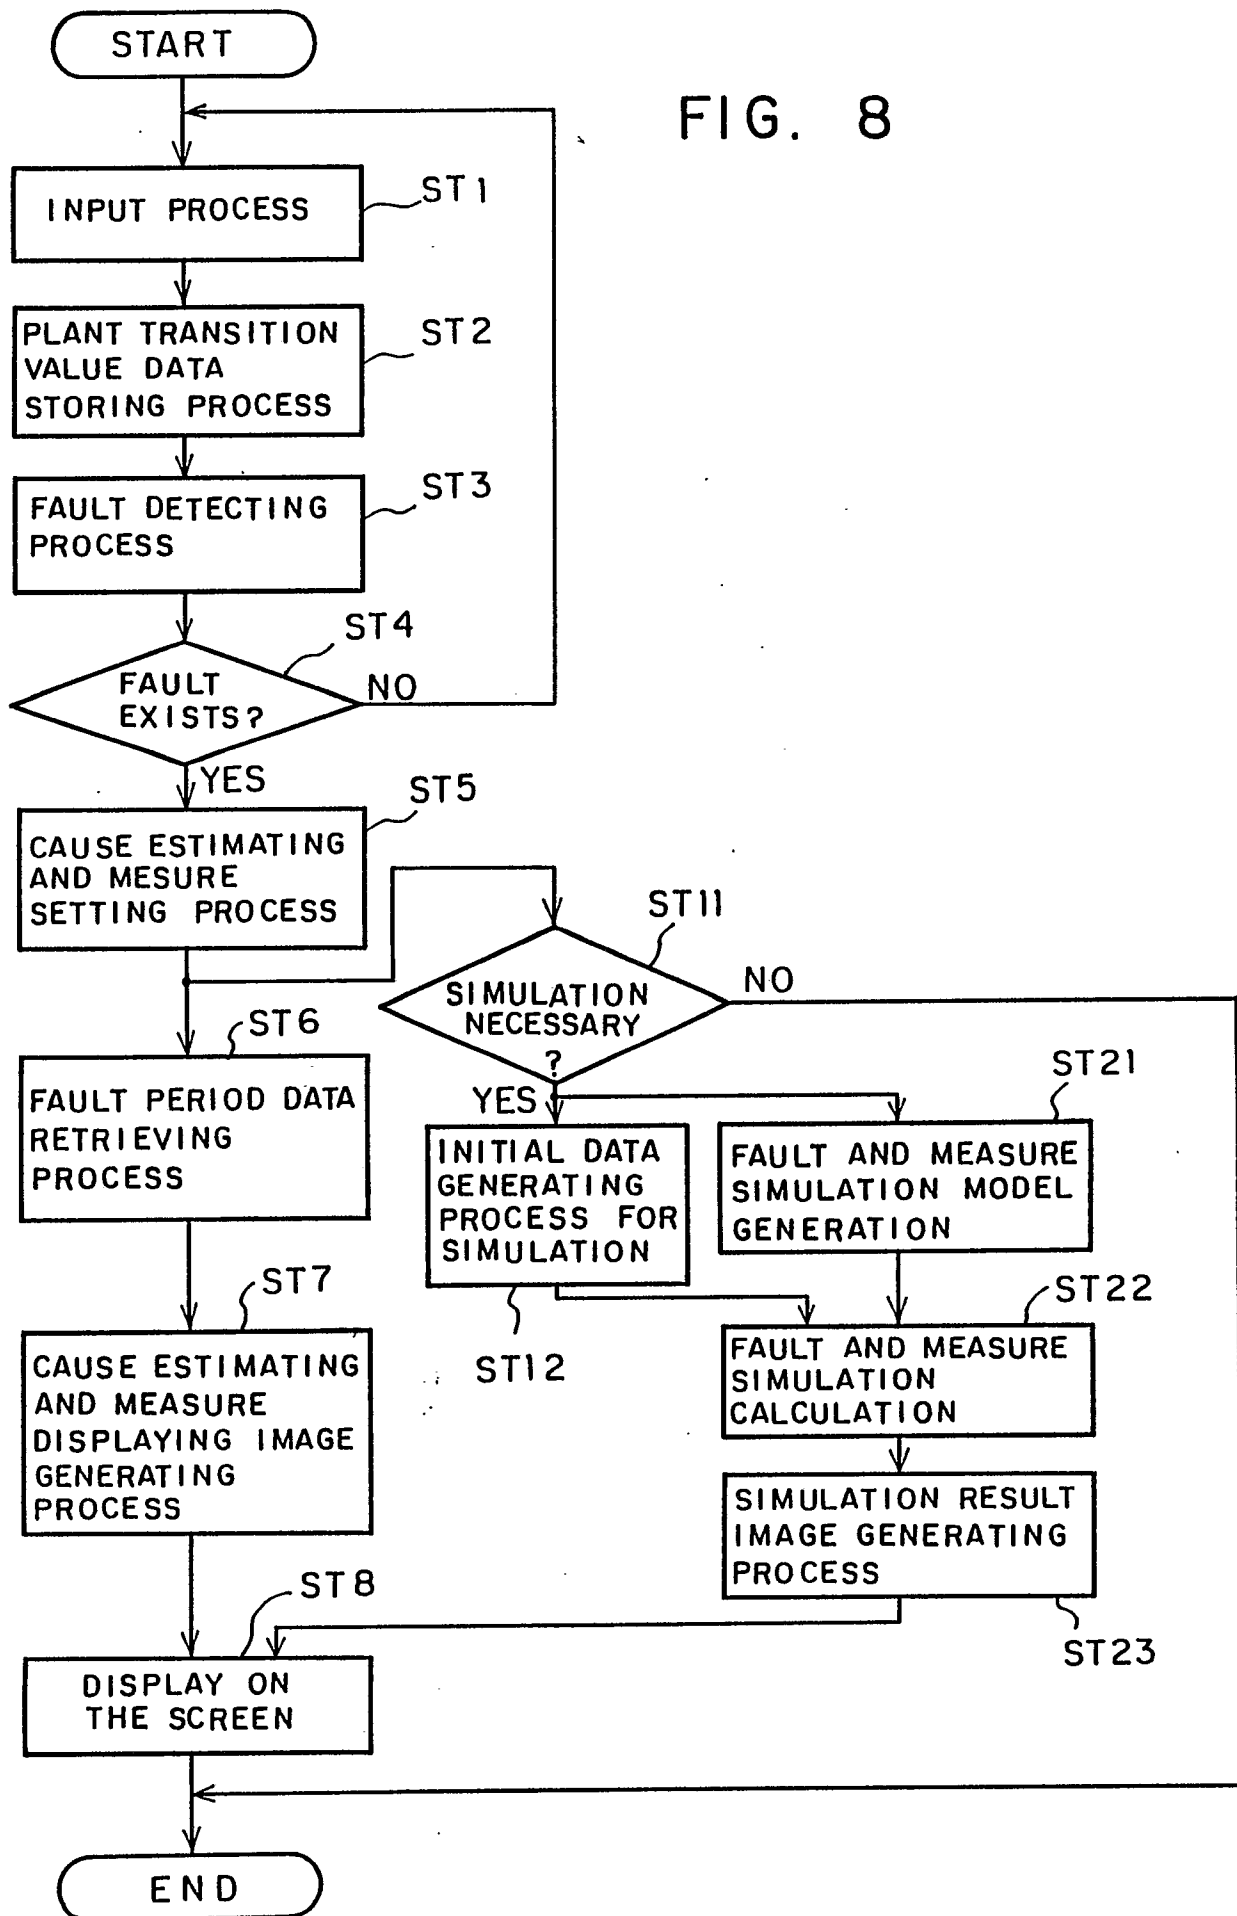 START
FIG. 8
INPUT PROCESS
ST1
PLANT TRANSITION
VALUE DATA
STORING PROCESS
ST2
FAULT DETECTING
PROCESS
ST3
ST4
FAULT
EXISTS?
NO
YES
ST5
CAUSE ESTIMATING
AND MESURE
SETTING PROCESS
ST11
SIMULATION
NECESSARY
?
NO
YES
ST6
FAULT PERIOD DATA
RETRIEVING
PROCESS
ST21
INITIAL DATA
GENERATING
PROCESS FOR
SIMULATION
FAULT AND MEASURE
SIMULATION MODEL
GENERATION
ST7
ST12
ST22
CAUSE ESTIMATING
AND MEASURE
DISPLAYING IMAGE
GENERATING
PROCESS
FAULT AND MEASURE
SIMULATION
CALCULATION
SIMULATION RESULT
IMAGE GENERATING
PROCESS
ST8
ST23
DISPLAY ON
THE SCREEN
END